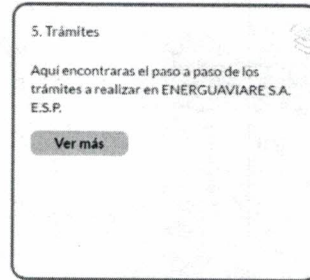 5. Trámites
Aquí encontraras el paso a paso de los
trámites a realizar en ENERGUAVIARE S.A.
E.S.P.
Ver más